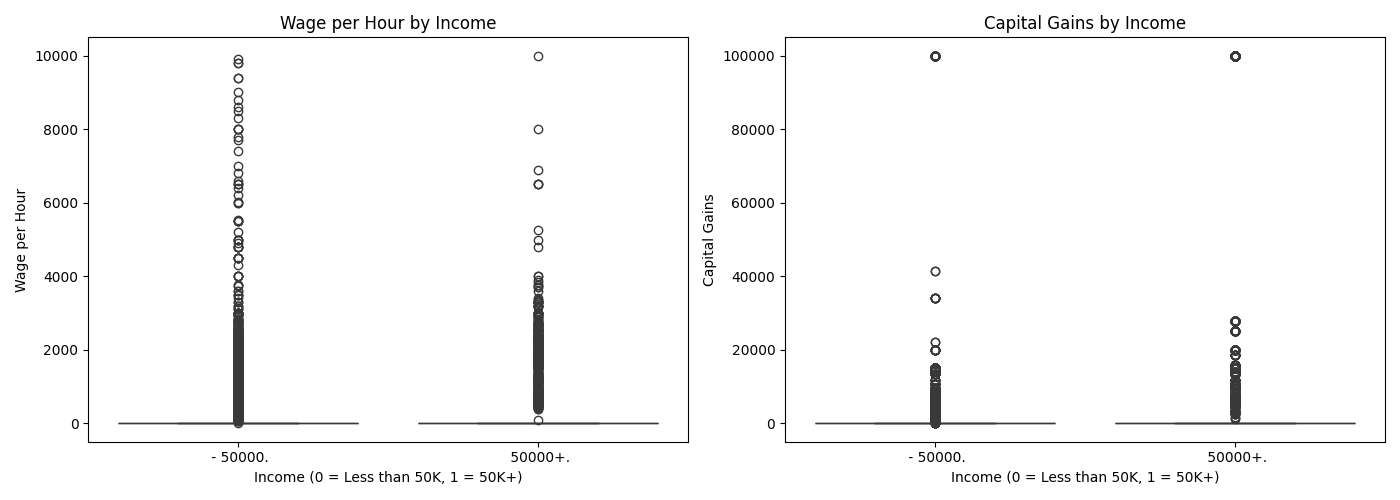 Wage per Hour by Income
Wage per Hour
10000
8000
6000
4000
2000
0
- 50000.
50000+.
Income (0 = Less than 50K, 1 = 50K+)
Capital Gains by Income
Capital Gains
100000
80000
60000
40000
20000
0
- 50000.
50000+.
Income (0 = Less than 50K, 1 = 50K+)